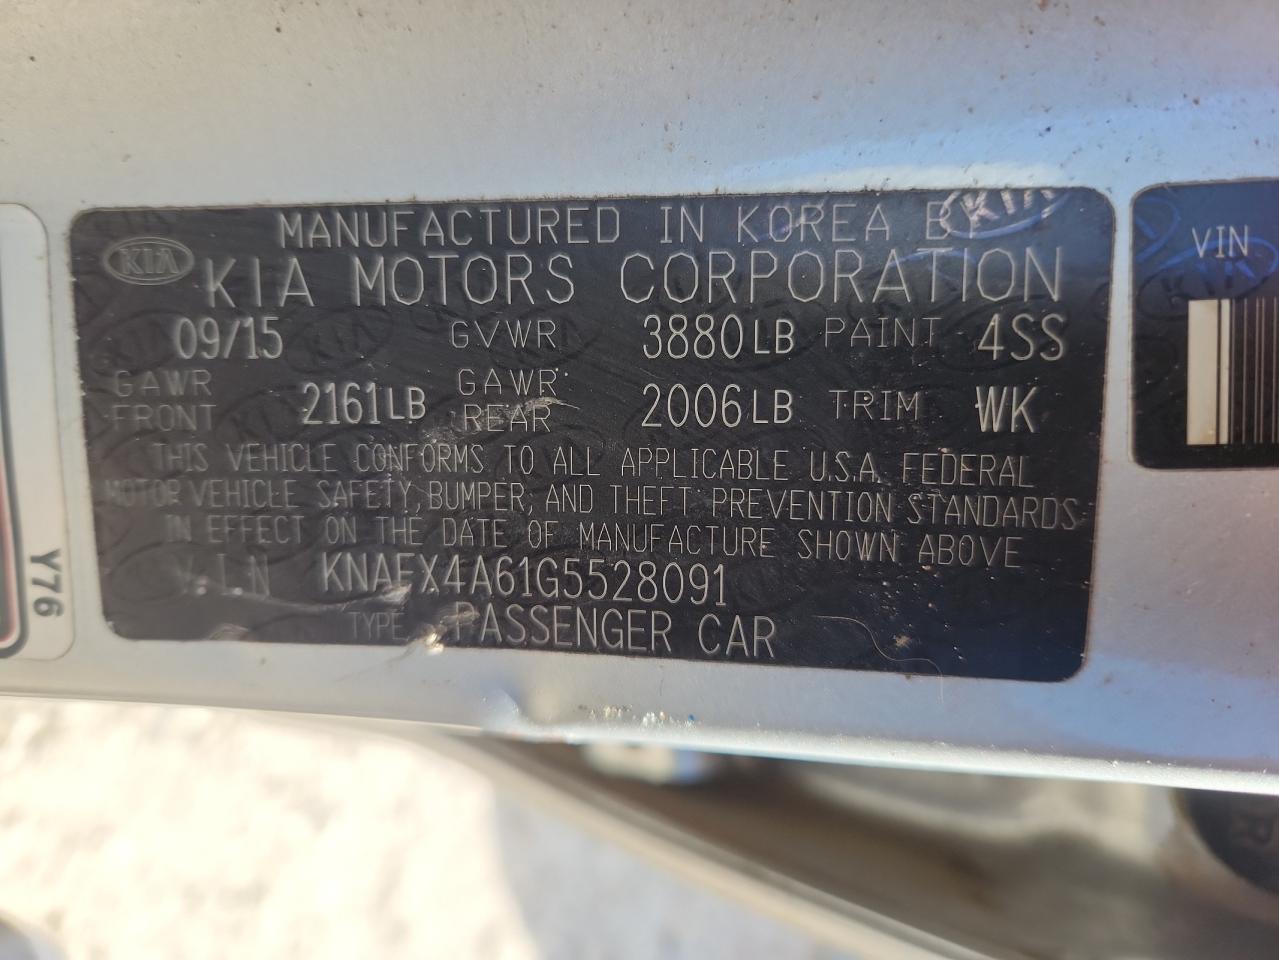 MANUFACTURED IN KOREA BY
KIA
KIA MOTORS CORPORATION
09/15 GVWR 3880LB PAINT 4SS
GAWR FRONT 2161LB GAWR REAR 2006LB TRIM WK
THIS VEHICLE CONFORMS TO ALL APPLICABLE U.S.A. FEDERAL
MOTOR VEHICLE SAFETY, BUMPER, AND THEFT PREVENTION STANDARDS
IN EFFECT ON THE DATE OF MANUFACTURE SHOWN ABOVE
V.I.N KNAFX4A61G5528091
TYPE PASSENGER CAR
VIN
Y76